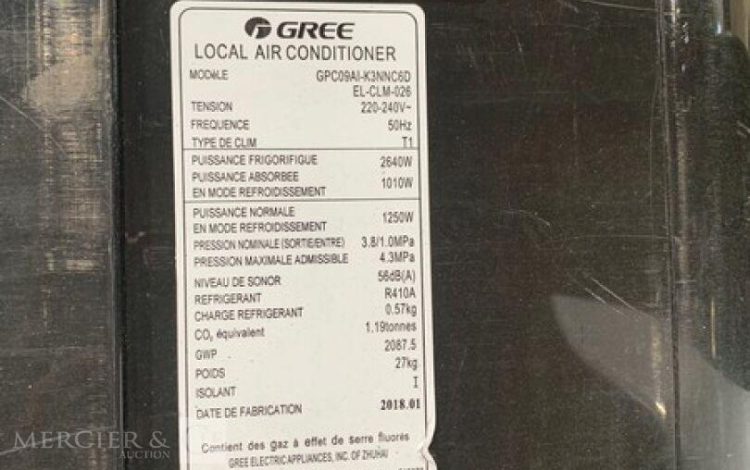 GREE
LOCAL AIR CONDITIONER
MODèLE GPC09AI-K3NNC6D
EL-CLM-026
TENSION 220-240V~
FREQUENCE 50Hz
TYPE DE CLIM T1
PUISSANCE FRIGORIFIGUE 2640W
PUISSANCE ABSORBEE
EN MODE REFROIDISSEMENT 1010W
PUISSANCE NORMALE
EN MODE REFROIDISSEMENT 1250W
PRESSION NOMINALE (SORTIE/ENTRE) 3.8/1.0MPa
PRESSION MAXIMALE ADMISSIBLE 4.3MPa
NIVEAU DE SONOR 56dB(A)
REFRIGERANT R410A
CHARGE REFRIGERANT 0.57kg
CO₂ équivalent 1.19tonnes
GWP 2087.5
POIDS 27kg
ISOLANT I
DATE DE FABRICATION 2018.01
Contient des gaz à effet de serre fluorés
GREE ELECTRIC APPLIANCES, INC. OF ZHUHAI
MERCIER &
AUCTION